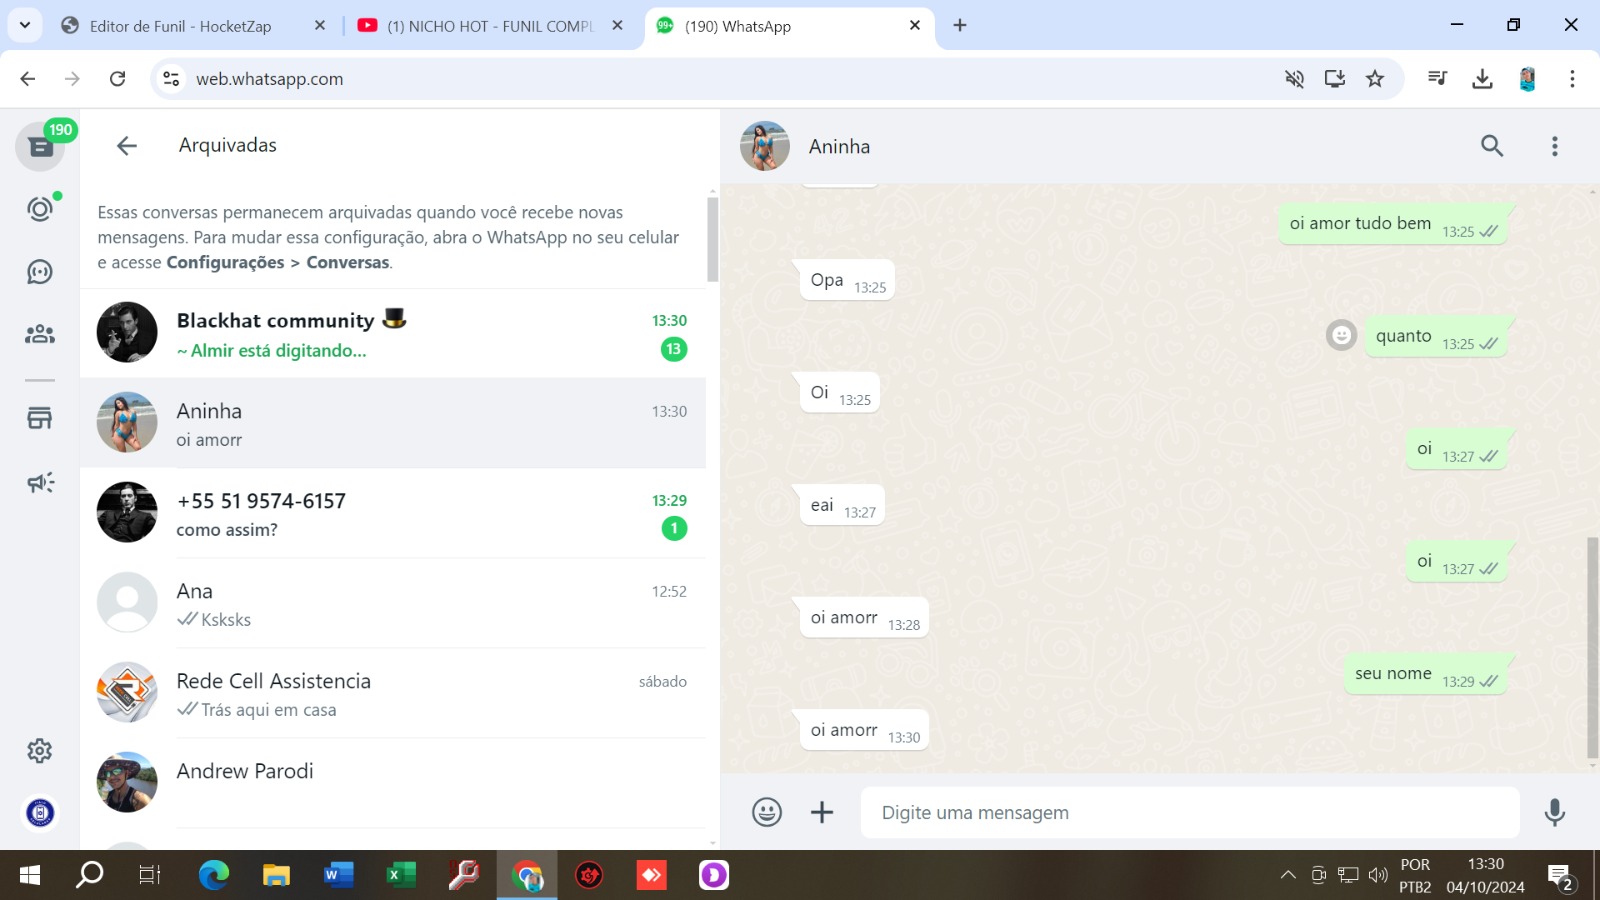 Editor de Funil - HocketZap
(1) NICHO HOT - FUNIL COMPL
99+
(190) WhatsApp
web.whatsapp.com
190
Arquivadas
Essas conversas permanecem arquivadas quando você recebe novas
mensagens. Para mudar essa configuração, abra o WhatsApp no seu celular
e acesse Configurações > Conversas.
Blackhat community 🎩
13:30
~ Almir está digitando...
13
Aninha
13:30
oi amorr
+55 51 9574-6157
13:29
como assim?
1
Ana
12:52
Ksksks
Rede Cell Assistencia
sábado
Trás aqui em casa
Andrew Parodi
Aninha
oi amor tudo bem 13:25
Opa 13:25
quanto 13:25
Oi 13:25
oi 13:27
eai 13:27
oi 13:27
oi amorr 13:28
seu nome 13:29
oi amorr 13:30
Digite uma mensagem
POR
PTB2
13:30
04/10/2024
2